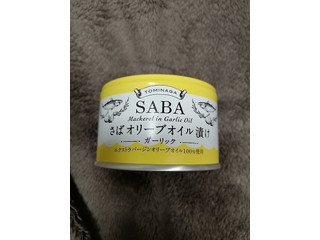 TOMINAGA
SABA
Mackerel in Garlic Oil
さばオリーブオイル漬け
ガーリック
エクストラバージンオリーブオイル100%使用